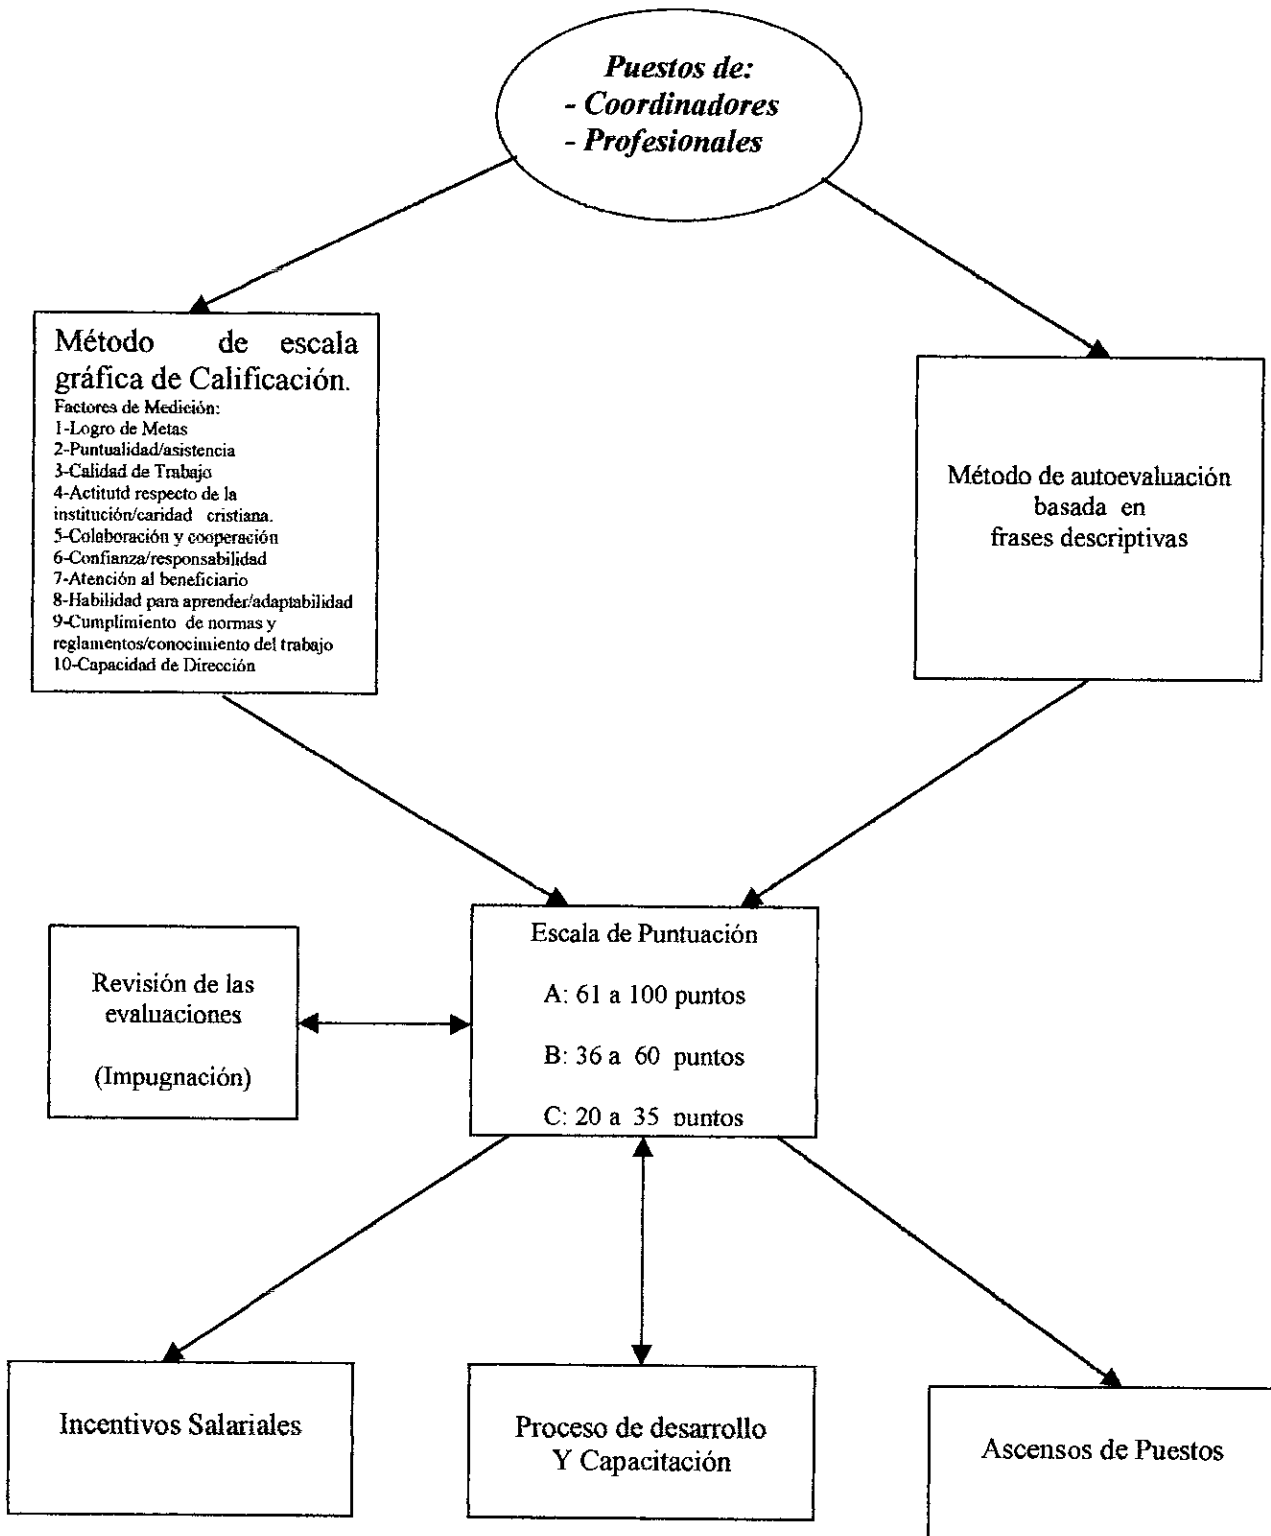 Puestos de:
- Coordinadores
- Profesionales
Método de escala
gráfica de Calificación.
Factores de Medición:
1-Logro de Metas
2-Puntualidad/asistencia
3-Calidad de Trabajo
4-Actitutd respecto de la
institución/caridad cristiana.
5-Colaboración y cooperación
6-Confianza/responsabilidad
7-Atención al beneficiario
8-Habilidad para aprender/adaptabilidad
9-Cumplimiento de normas y
reglamentos/conocimiento del trabajo
10-Capacidad de Dirección
Método de autoevaluación
basada en
frases descriptivas
Revisión de las
evaluaciones
(Impugnación)
Escala de Puntuación
A: 61 a 100 puntos
B: 36 a 60 puntos
C: 20 a 35 puntos
Incentivos Salariales
Proceso de desarrollo
Y Capacitación
Ascensos de Puestos